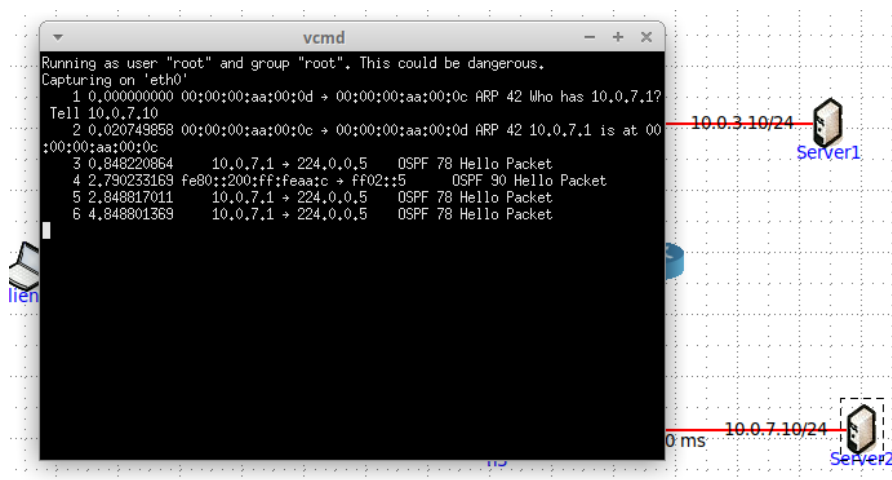 vcmd
Running as user "root" and group "root". This could be dangerous.
Capturing on 'eth0'
1 0.000000000 00:00:00:aa:00:0d → 00:00:00:aa:00:0c ARP 42 Who has 10.0.7.1?
Tell 10.0.7.10
2 0.020749858 00:00:00:aa:00:0c → 00:00:00:aa:00:0d ARP 42 10.0.7.1 is at 00
:00:00:aa:00:0c
3 0.848220864 10.0.7.1 → 224.0.0.5 OSPF 78 Hello Packet
4 2.790233169 fe80::200:ff:feaa:c → ff02::5 OSPF 90 Hello Packet
5 2.848817011 10.0.7.1 → 224.0.0.5 OSPF 78 Hello Packet
6 4.848801369 10.0.7.1 → 224.0.0.5 OSPF 78 Hello Packet
10.0.3.10/24
Server1
lien
0 ms
10.0.7.10/24
Server2